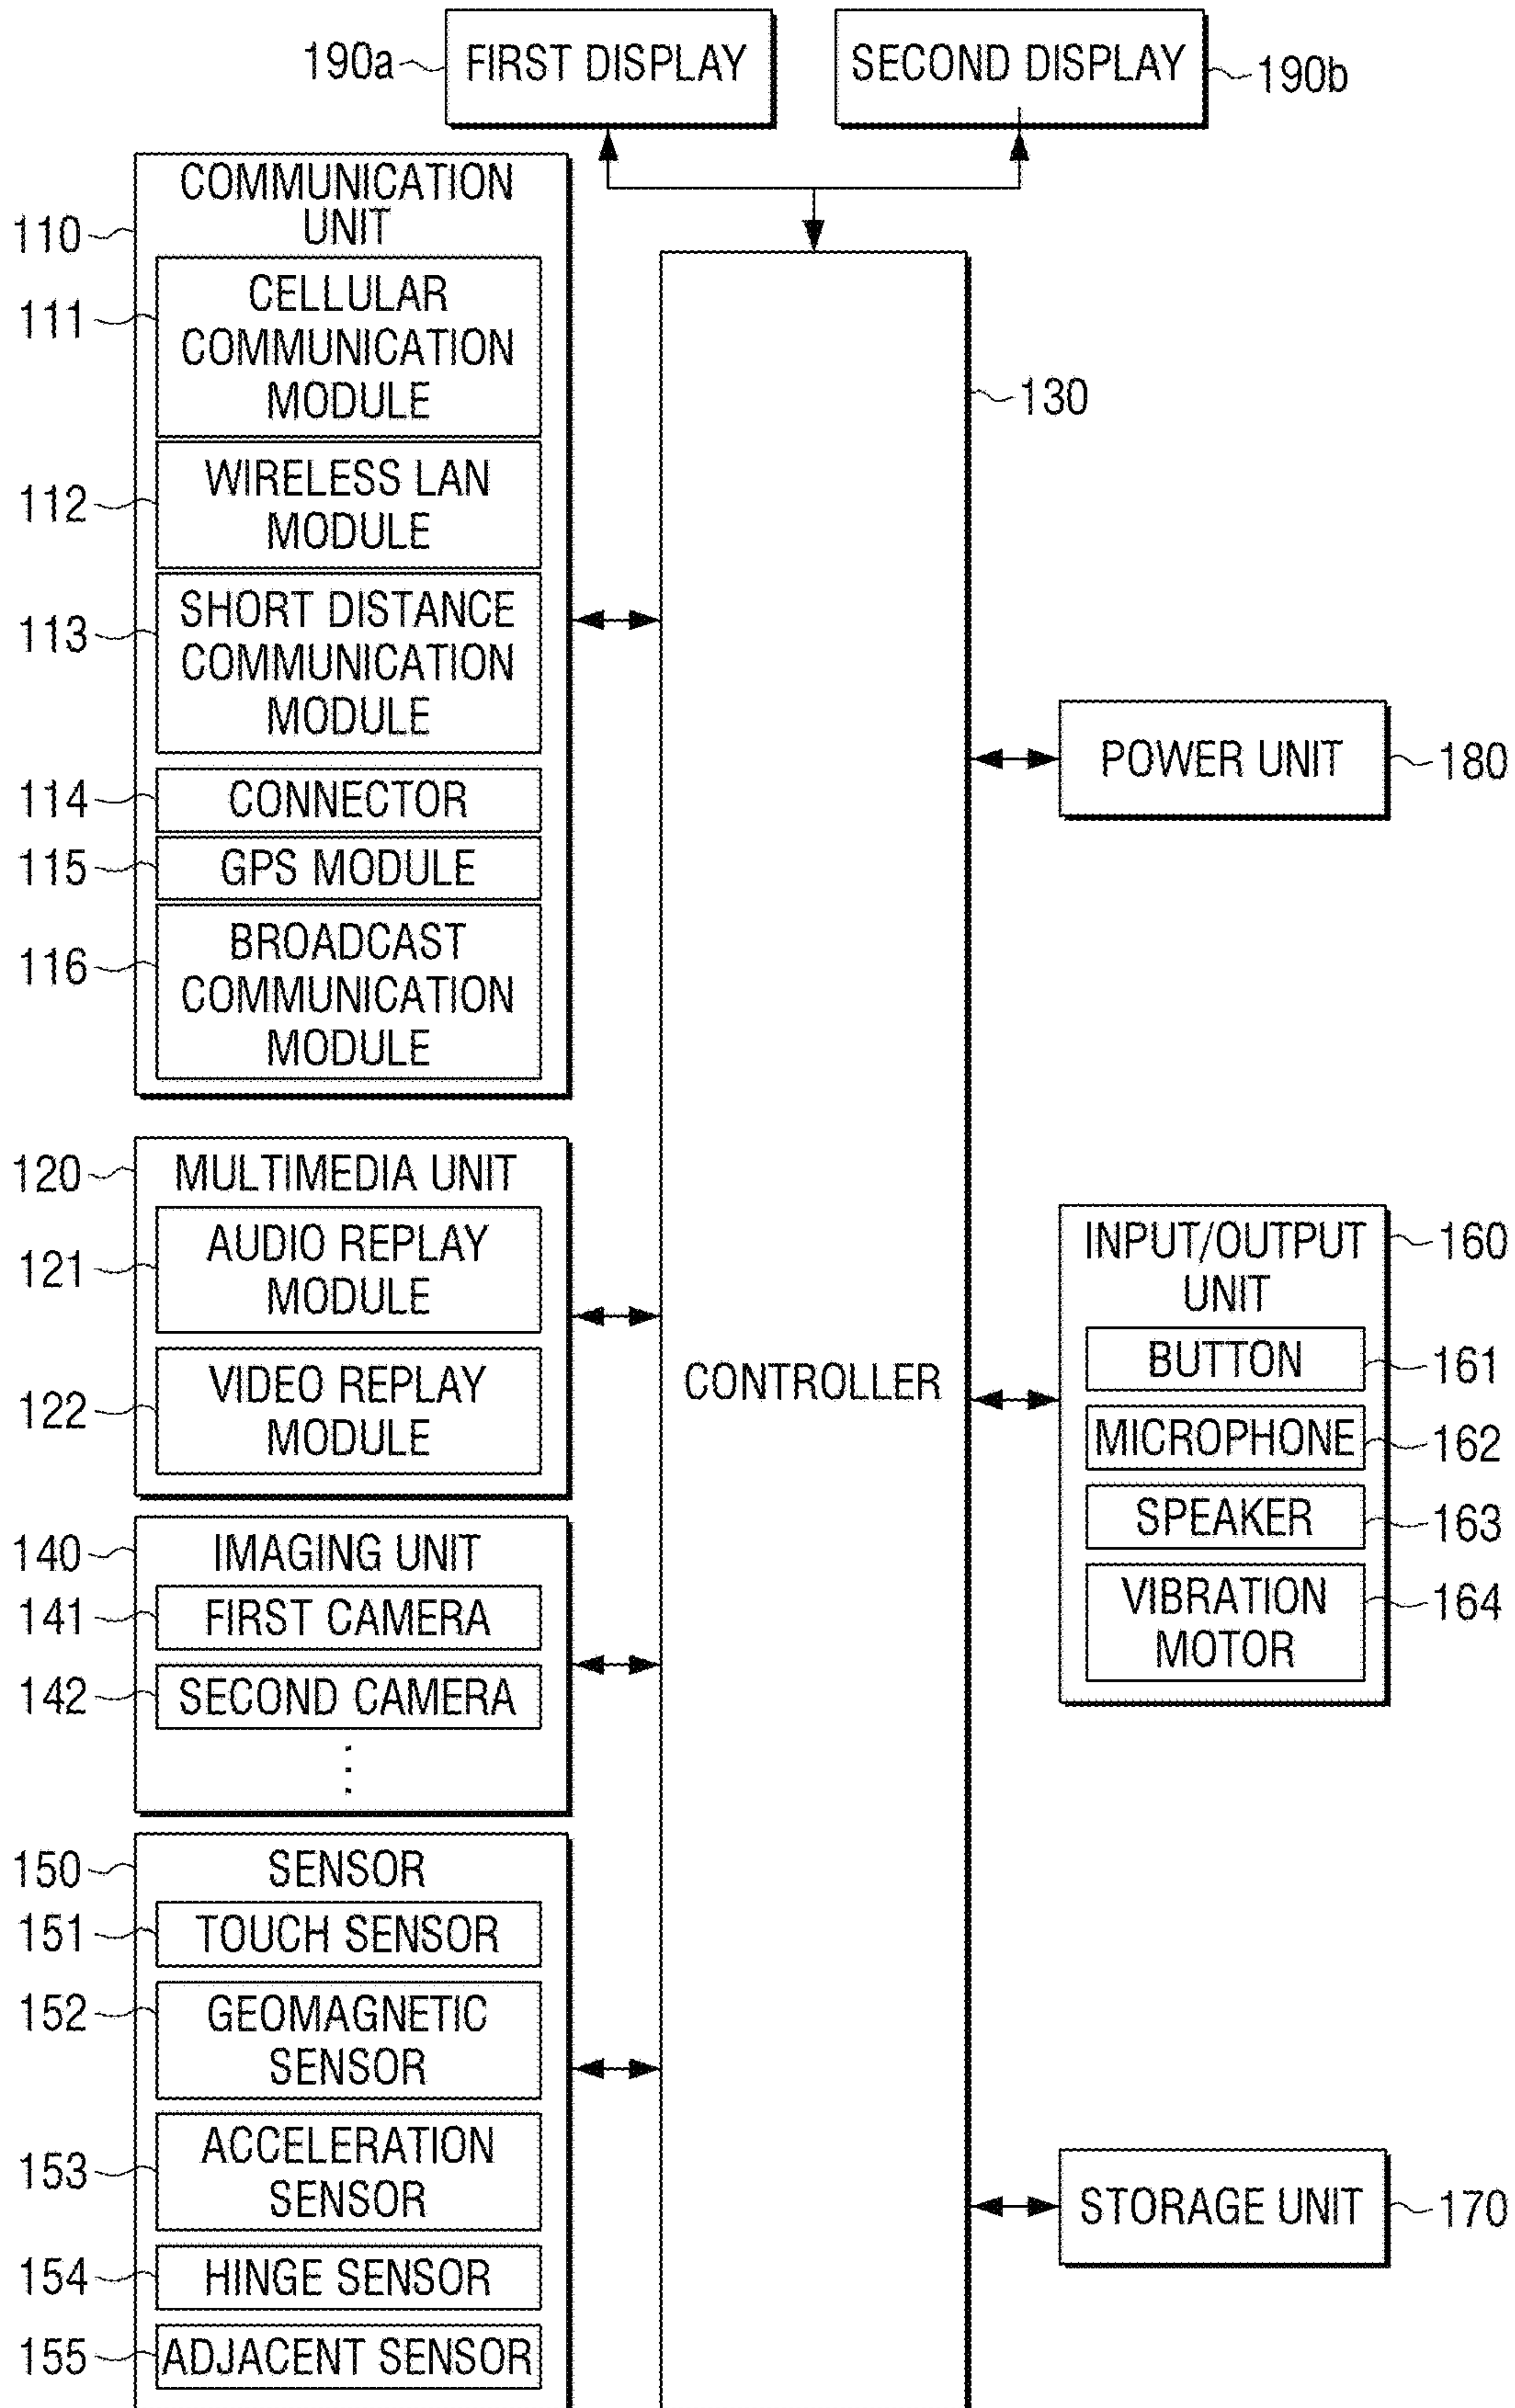 190a
FIRST DISPLAY
SECOND DISPLAY
190b
110
COMMUNICATION
UNIT
111
CELLULAR
COMMUNICATION
MODULE
112
WIRELESS LAN
MODULE
113
SHORT DISTANCE
COMMUNICATION
MODULE
114
CONNECTOR
115
GPS MODULE
116
BROADCAST
COMMUNICATION
MODULE
120
MULTIMEDIA UNIT
121
AUDIO REPLAY
MODULE
122
VIDEO REPLAY
MODULE
140
IMAGING UNIT
141
FIRST CAMERA
142
SECOND CAMERA
150
SENSOR
151
TOUCH SENSOR
152
GEOMAGNETIC
SENSOR
153
ACCELERATION
SENSOR
154
HINGE SENSOR
155
ADJACENT SENSOR
130
CONTROLLER
POWER UNIT
180
INPUT/OUTPUT
UNIT
160
BUTTON
161
MICROPHONE
162
SPEAKER
163
VIBRATION
MOTOR
164
STORAGE UNIT
170